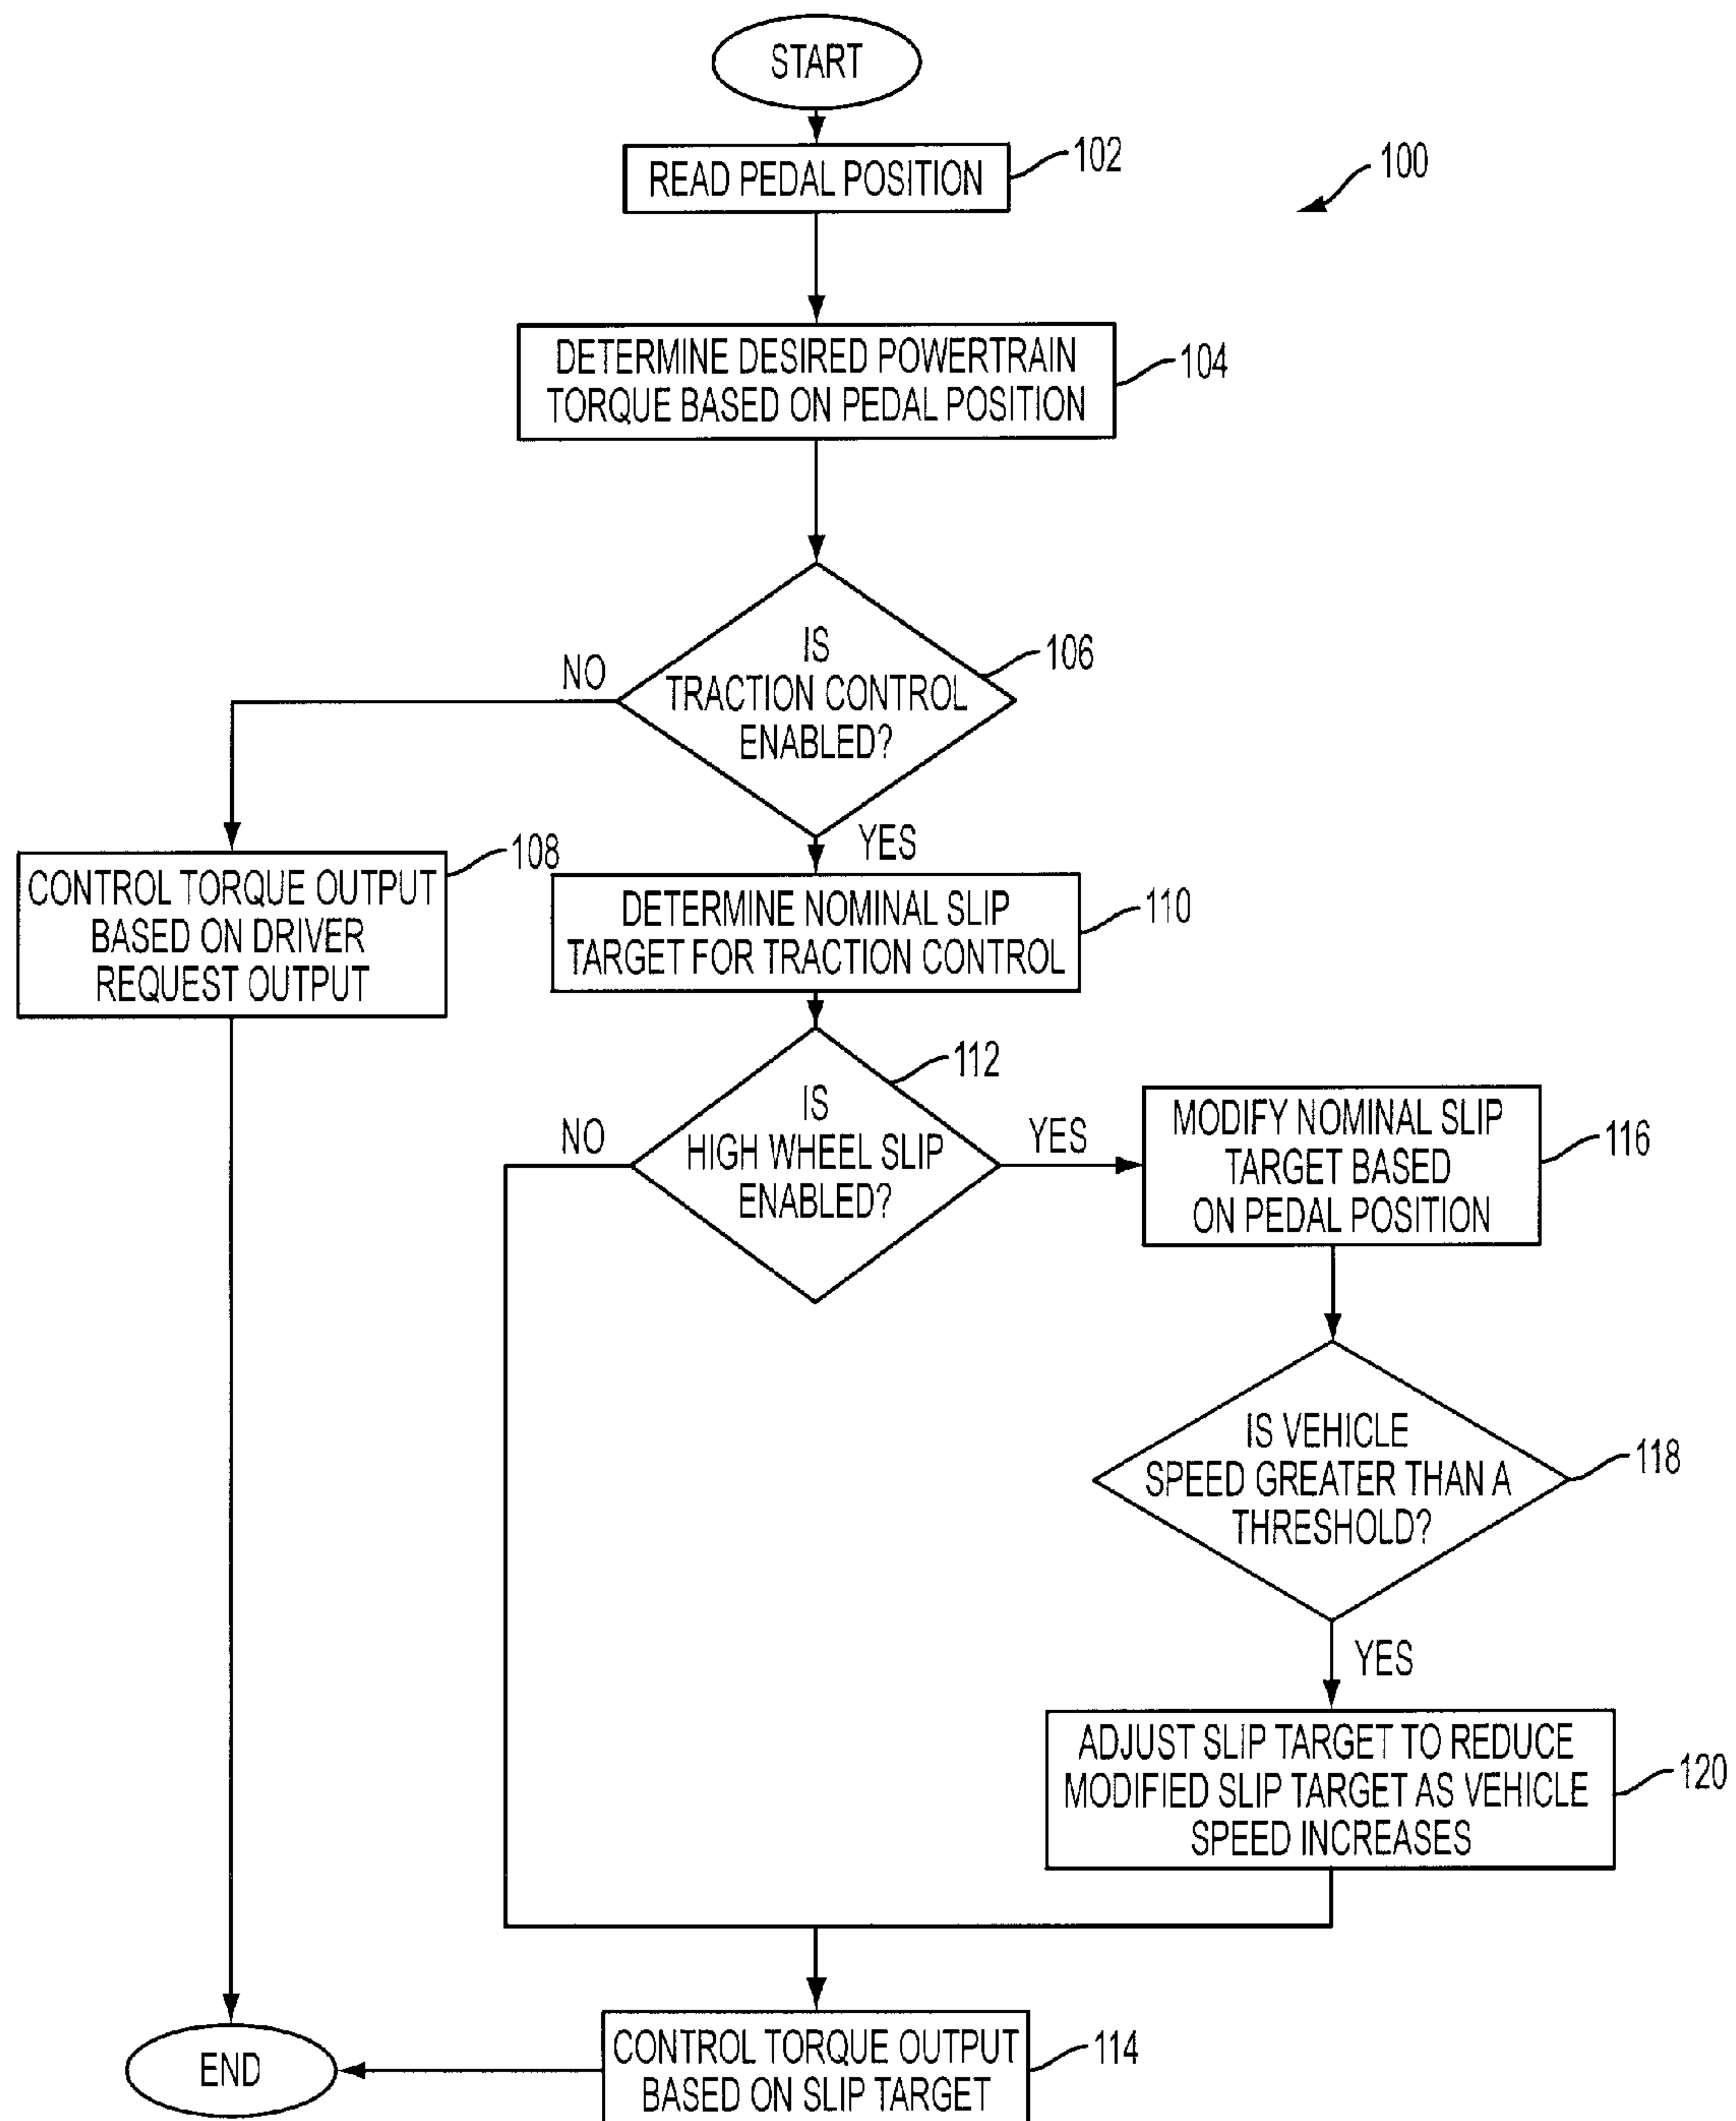 START
READ PEDAL POSITION
102
100
DETERMINE DESIRED POWERTRAIN
TORQUE BASED ON PEDAL POSITION
104
IS
TRACTION CONTROL
ENABLED?
106
NO
YES
CONTROL TORQUE OUTPUT
BASED ON DRIVER
REQUEST OUTPUT
108
DETERMINE NOMINAL SLIP
TARGET FOR TRACTION CONTROL
110
IS
HIGH WHEEL SLIP
ENABLED?
112
NO
YES
MODIFY NOMINAL SLIP
TARGET BASED
ON PEDAL POSITION
116
IS VEHICLE
SPEED GREATER THAN A
THRESHOLD?
118
YES
ADJUST SLIP TARGET TO REDUCE
MODIFIED SLIP TARGET AS VEHICLE
SPEED INCREASES
120
CONTROL TORQUE OUTPUT
BASED ON SLIP TARGET
114
END